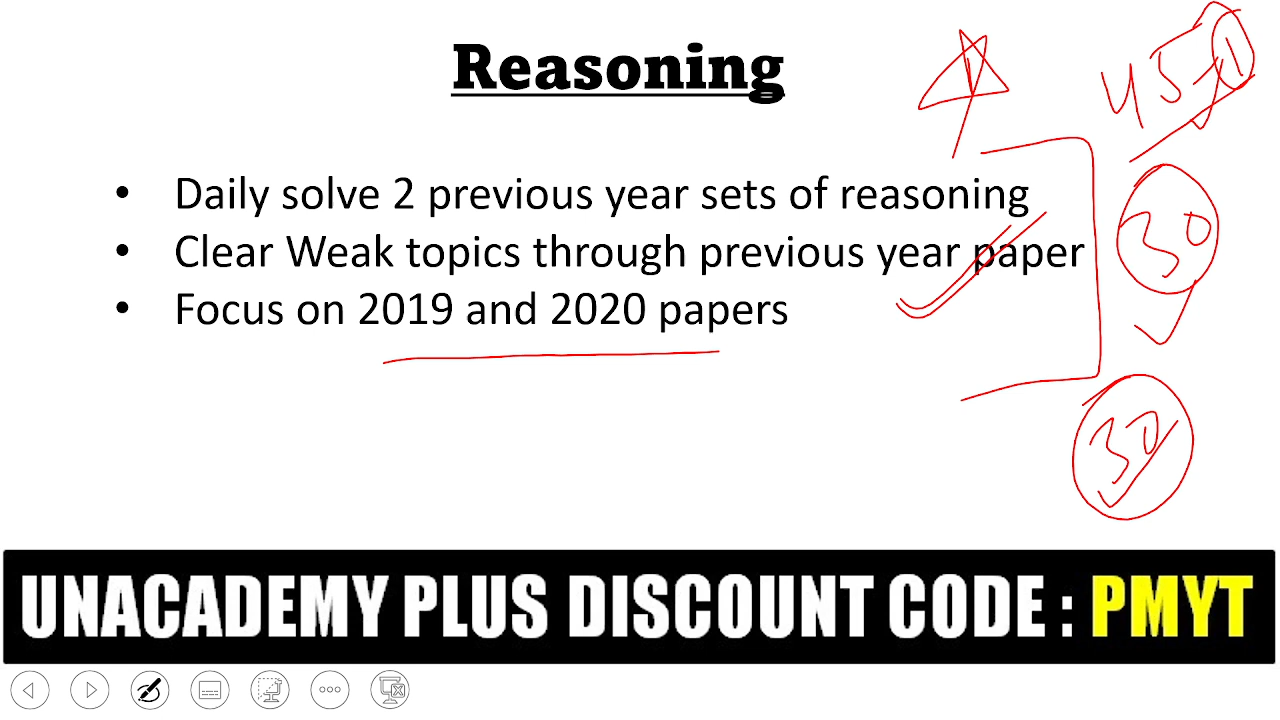 Reasoning
• Daily solve 2 previous year sets of reasoning
• Clear Weak topics through previous year paper
• Focus on 2019 and 2020 papers
30
30
UNACADEMY PLUS DISCOUNT CODE : PMYT